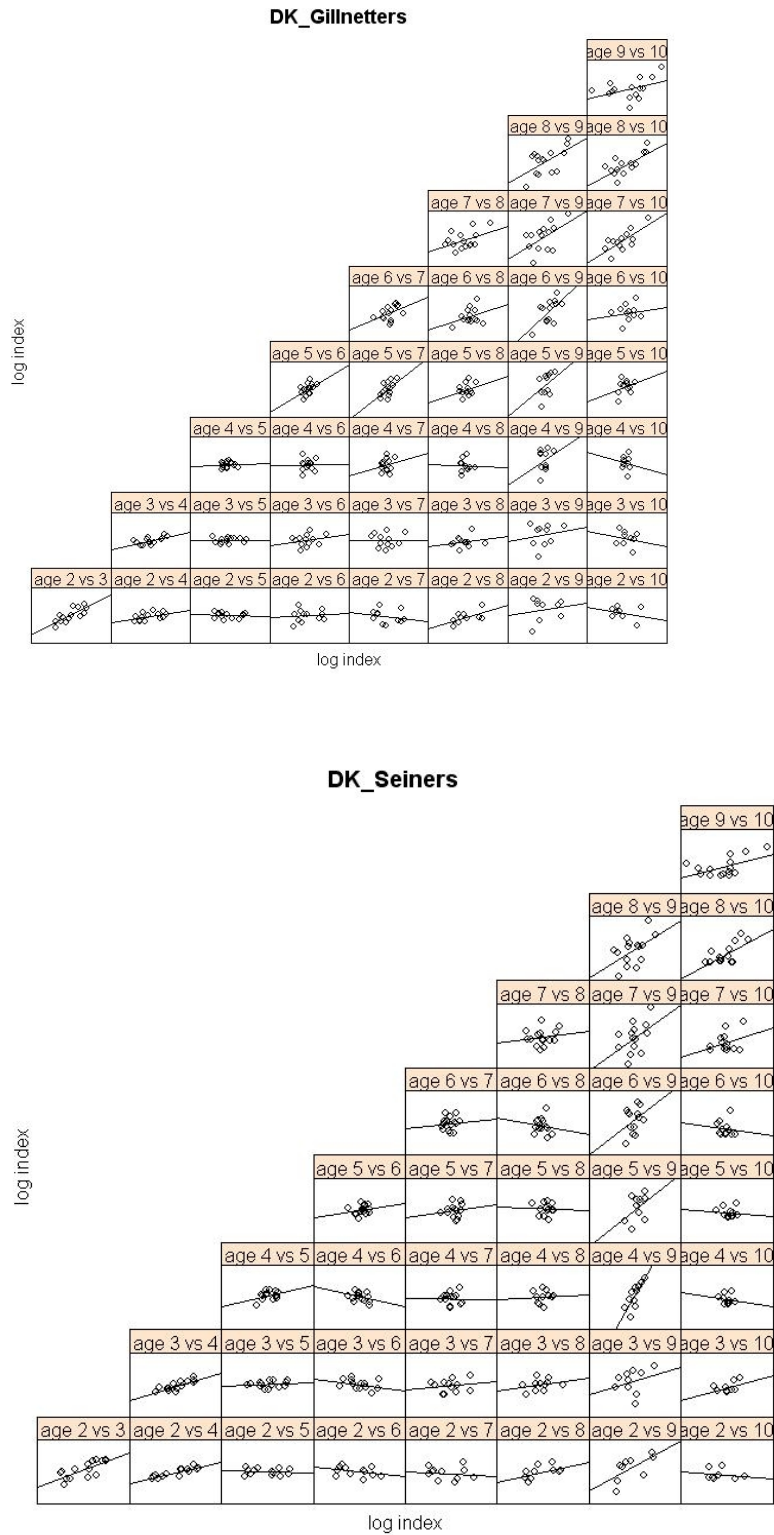 DK_Gillnetters
age 9 vs 10
age 8 vs 9 age 8 vs 10
age 7 vs 8 age 7 vs 9 age 7 vs 10
age 6 vs 7 age 6 vs 8 age 6 vs 9 age 6 vs 10
log index
age 5 vs 6 age 5 vs 7 age 5 vs 8 age 5 vs 9 age 5 vs 10
age 4 vs 5 age 4 vs 6 age 4 vs 7 age 4 vs 8 age 4 vs 9 age 4 vs 10
age 3 vs 4 age 3 vs 5 age 3 vs 6 age 3 vs 7 age 3 vs 8 age 3 vs 9 age 3 vs 10
age 2 vs 3 age 2 vs 4 age 2 vs 5 age 2 vs 6 age 2 vs 7 age 2 vs 8 age 2 vs 9 age 2 vs 10
log index
DK_Seiners
age 9 vs 10
age 8 vs 9 age 8 vs 10
age 7 vs 8 age 7 vs 9 age 7 vs 10
age 6 vs 7 age 6 vs 8 age 6 vs 9 age 6 vs 10
log index
age 5 vs 6 age 5 vs 7 age 5 vs 8 age 5 vs 9 age 5 vs 10
age 4 vs 5 age 4 vs 6 age 4 vs 7 age 4 vs 8 age 4 vs 9 age 4 vs 10
age 3 vs 4 age 3 vs 5 age 3 vs 6 age 3 vs 7 age 3 vs 8 age 3 vs 9 age 3 vs 10
age 2 vs 3 age 2 vs 4 age 2 vs 5 age 2 vs 6 age 2 vs 7 age 2 vs 8 age 2 vs 9 age 2 vs 10
log index